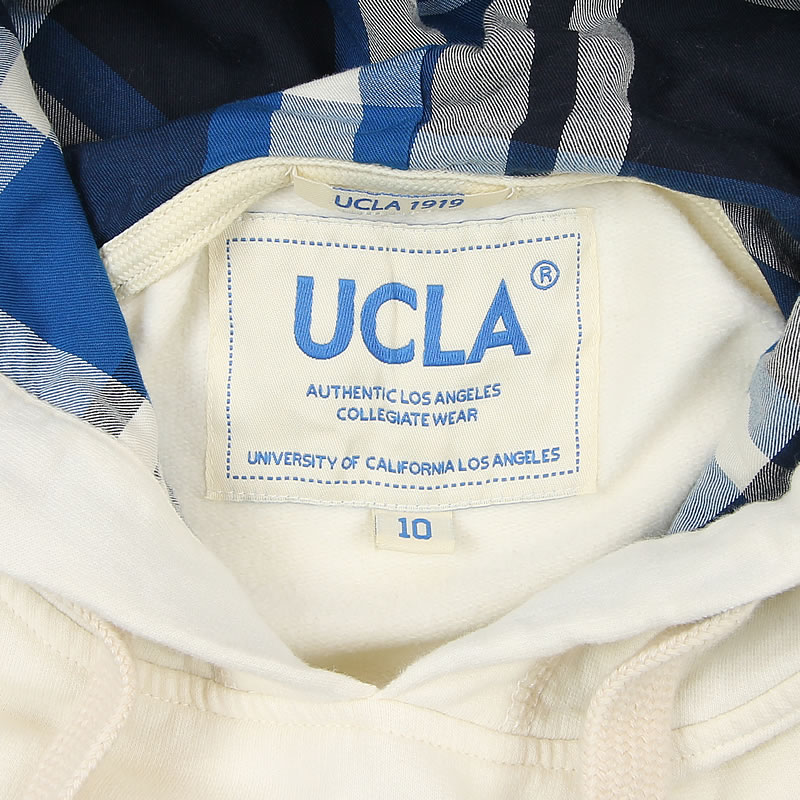 UCLA 1919
UCLA®
AUTHENTIC LOS ANGELES
COLLEGIATE WEAR
UNIVERSITY OF CALIFORNIA LOS ANGELES
10